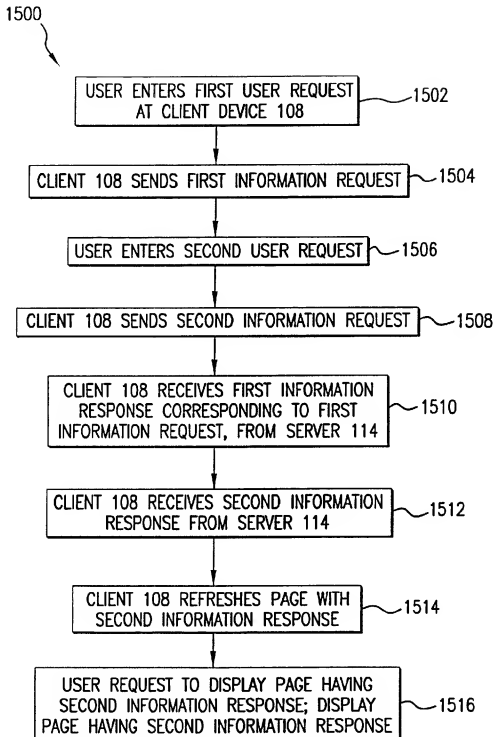 1500
USER ENTERS FIRST USER REQUEST
AT CLIENT DEVICE 108
1502
CLIENT 108 SENDS FIRST INFORMATION REQUEST
1504
USER ENTERS SECOND USER REQUEST
1506
CLIENT 108 SENDS SECOND INFORMATION REQUEST
1508
CLIENT 108 RECEIVES FIRST INFORMATION
RESPONSE CORRESPONDING TO FIRST
INFORMATION REQUEST, FROM SERVER 114
1510
CLIENT 108 RECEIVES SECOND INFORMATION
RESPONSE FROM SERVER 114
1512
CLIENT 108 REFRESHES PAGE WITH
SECOND INFORMATION RESPONSE
1514
USER REQUEST TO DISPLAY PAGE HAVING
SECOND INFORMATION RESPONSE; DISPLAY
PAGE HAVING SECOND INFORMATION RESPONSE
1516